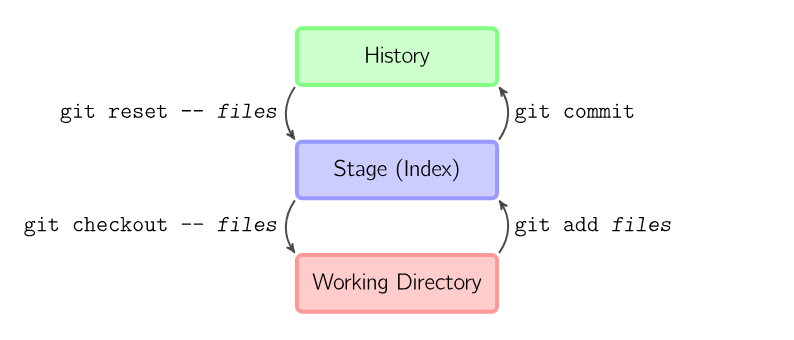 History
git reset -- files
git commit
Stage (Index)
git checkout -- files
git add files
Working Directory